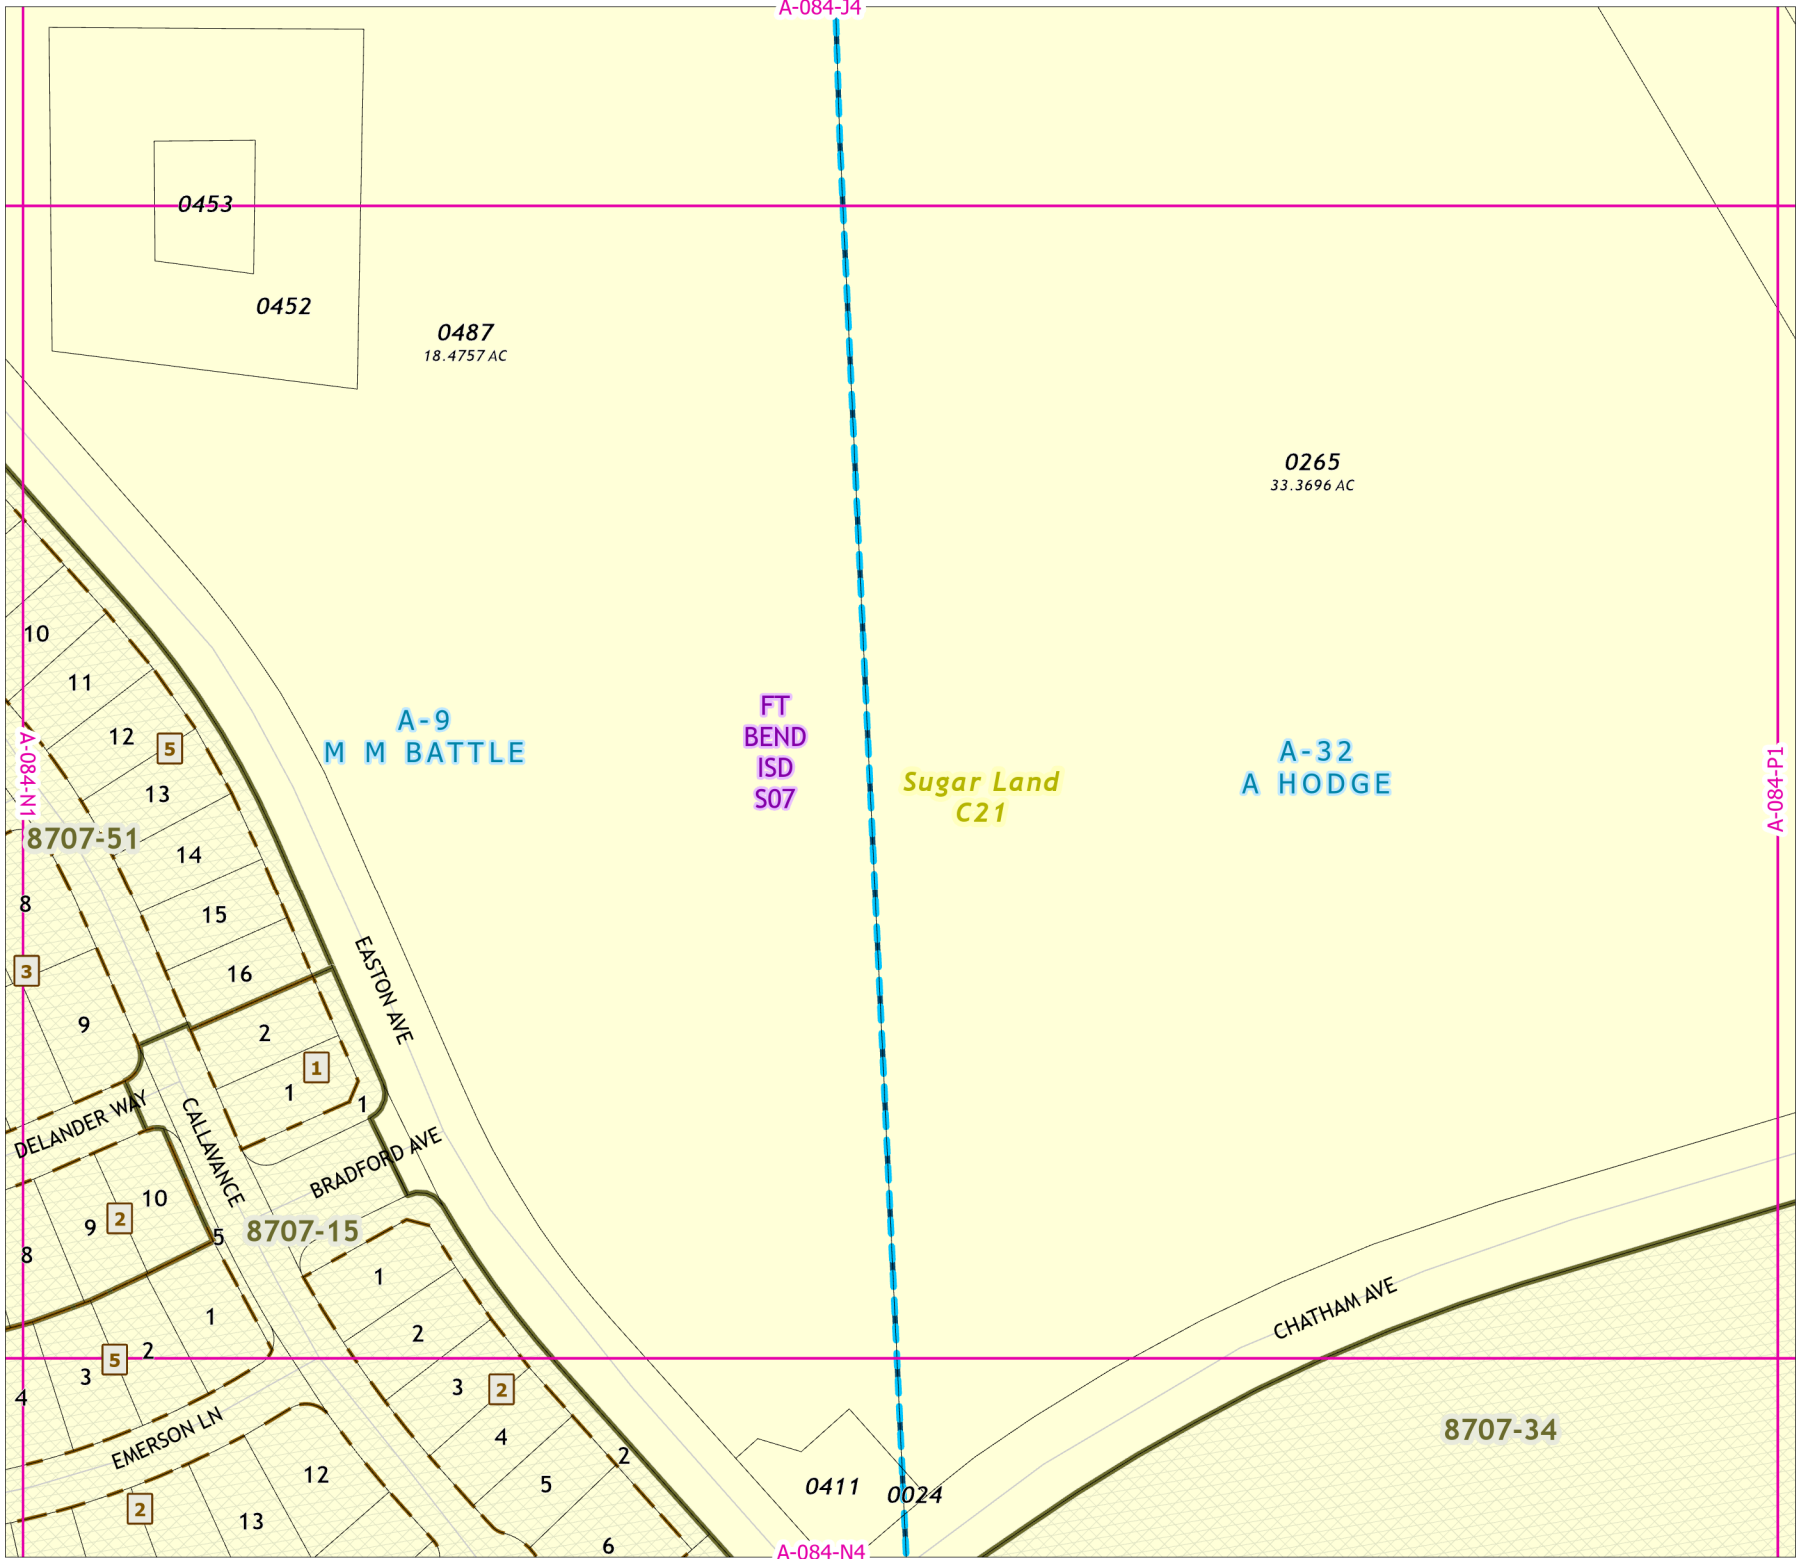 A-084-J4
0453
0452
0487
18.4757 AC
0265
33.3696 AC
10
11
12
5
13
14
15
16
A-9
M M BATTLE
FT
BEND
ISD
S07
Sugar Land
C21
A-32
A HODGE
A-084-N1
A-084-P1
8707-51
8
3
9
EASTON AVE
2
1
1
1
DELANDER WAY
CALLAVANCE
BRADFORD AVE
10
9
2
8
5
8707-15
1
2
3
2
4
5
6
2
1
2
5
3
4
EMERSON LN
12
13
2
CHATHAM AVE
8707-34
0411
0024
A-084-N4